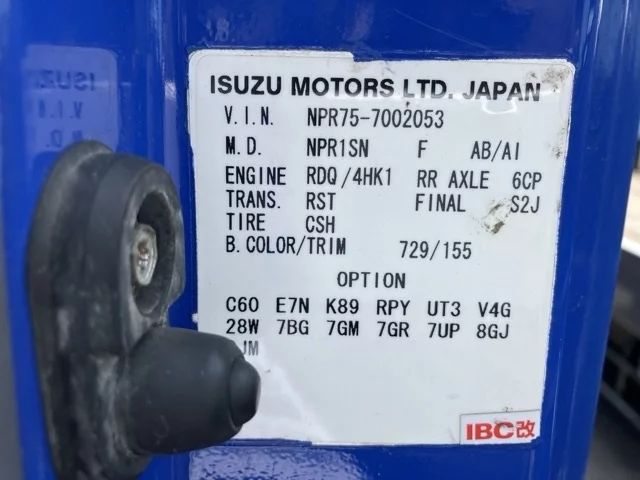 ISUZU MOTORS LTD. JAPAN
V.I.N. NPR75-7002053
M.D. NPR1SN F AB/AI
ENGINE RDQ/4HK1 RR AXLE 6CP
TRANS. RST FINAL S2J
TIRE CSH
B.COLOR/TRIM 729/155
OPTION
C60 E7N K89 RPY UT3 V4G
28W 7BG 7GM 7GR 7UP 8GJ
IBC改